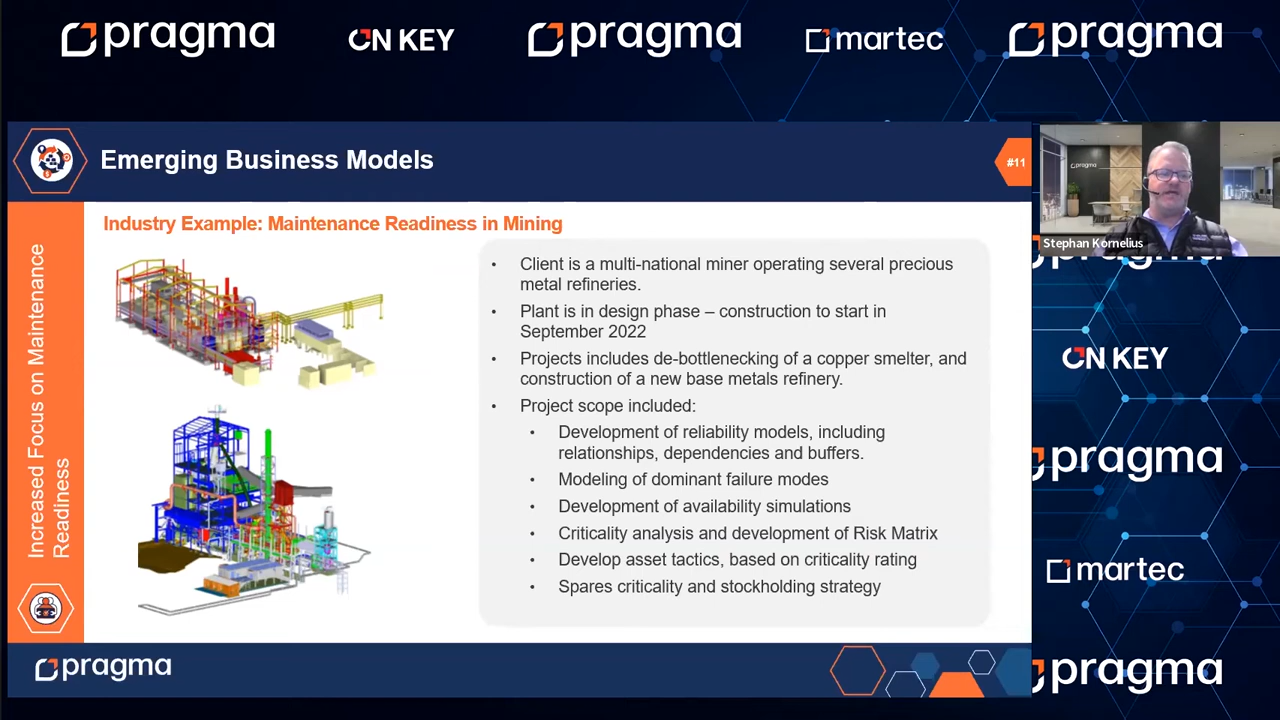 pragma
ON KEY
pragma
martec
pragma
Emerging Business Models
#11
pragma
Stephan Kornelius
pragma
Increased Focus on Maintenance
Readiness
Industry Example: Maintenance Readiness in Mining
• Client is a multi-national miner operating several precious
metal refineries.
• Plant is in design phase – construction to start in
September 2022
• Projects includes de-bottlenecking of a copper smelter, and
construction of a new base metals refinery.
• Project scope included:
• Development of reliability models, including
relationships, dependencies and buffers.
• Modeling of dominant failure modes
• Development of availability simulations
• Criticality analysis and development of Risk Matrix
• Develop asset tactics, based on criticality rating
• Spares criticality and stockholding strategy
ON KEY
pragma
martec
pragma
pragma